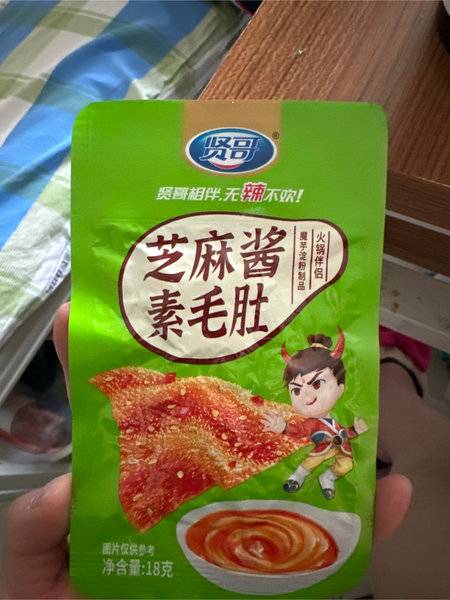 贤哥
®
贤哥相伴,无辣不欢!
芝麻酱
素毛肚
火锅伴侣
魔芋淀粉制品
图片仅供参考
净含量:18克